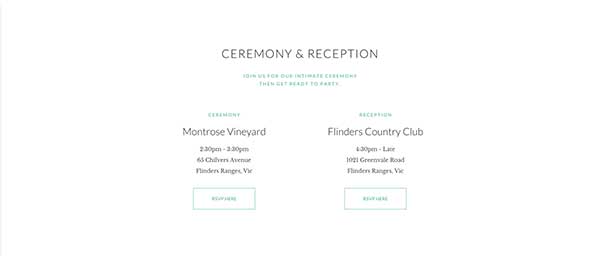 CEREMONY & RECEPTION
JOIN US FOR OUR INTIMATE CEREMONY
THEN GET READY TO PARTY.
CEREMONY
Montrose Vineyard
2:30pm - 3:30pm
65 Chilvers Avenue
Flinders Ranges, Vic
RSVP HERE
RECEPTION
Flinders Country Club
4:30pm - Late
1021 Greenvale Road
Flinders Ranges, Vic
RSVP HERE